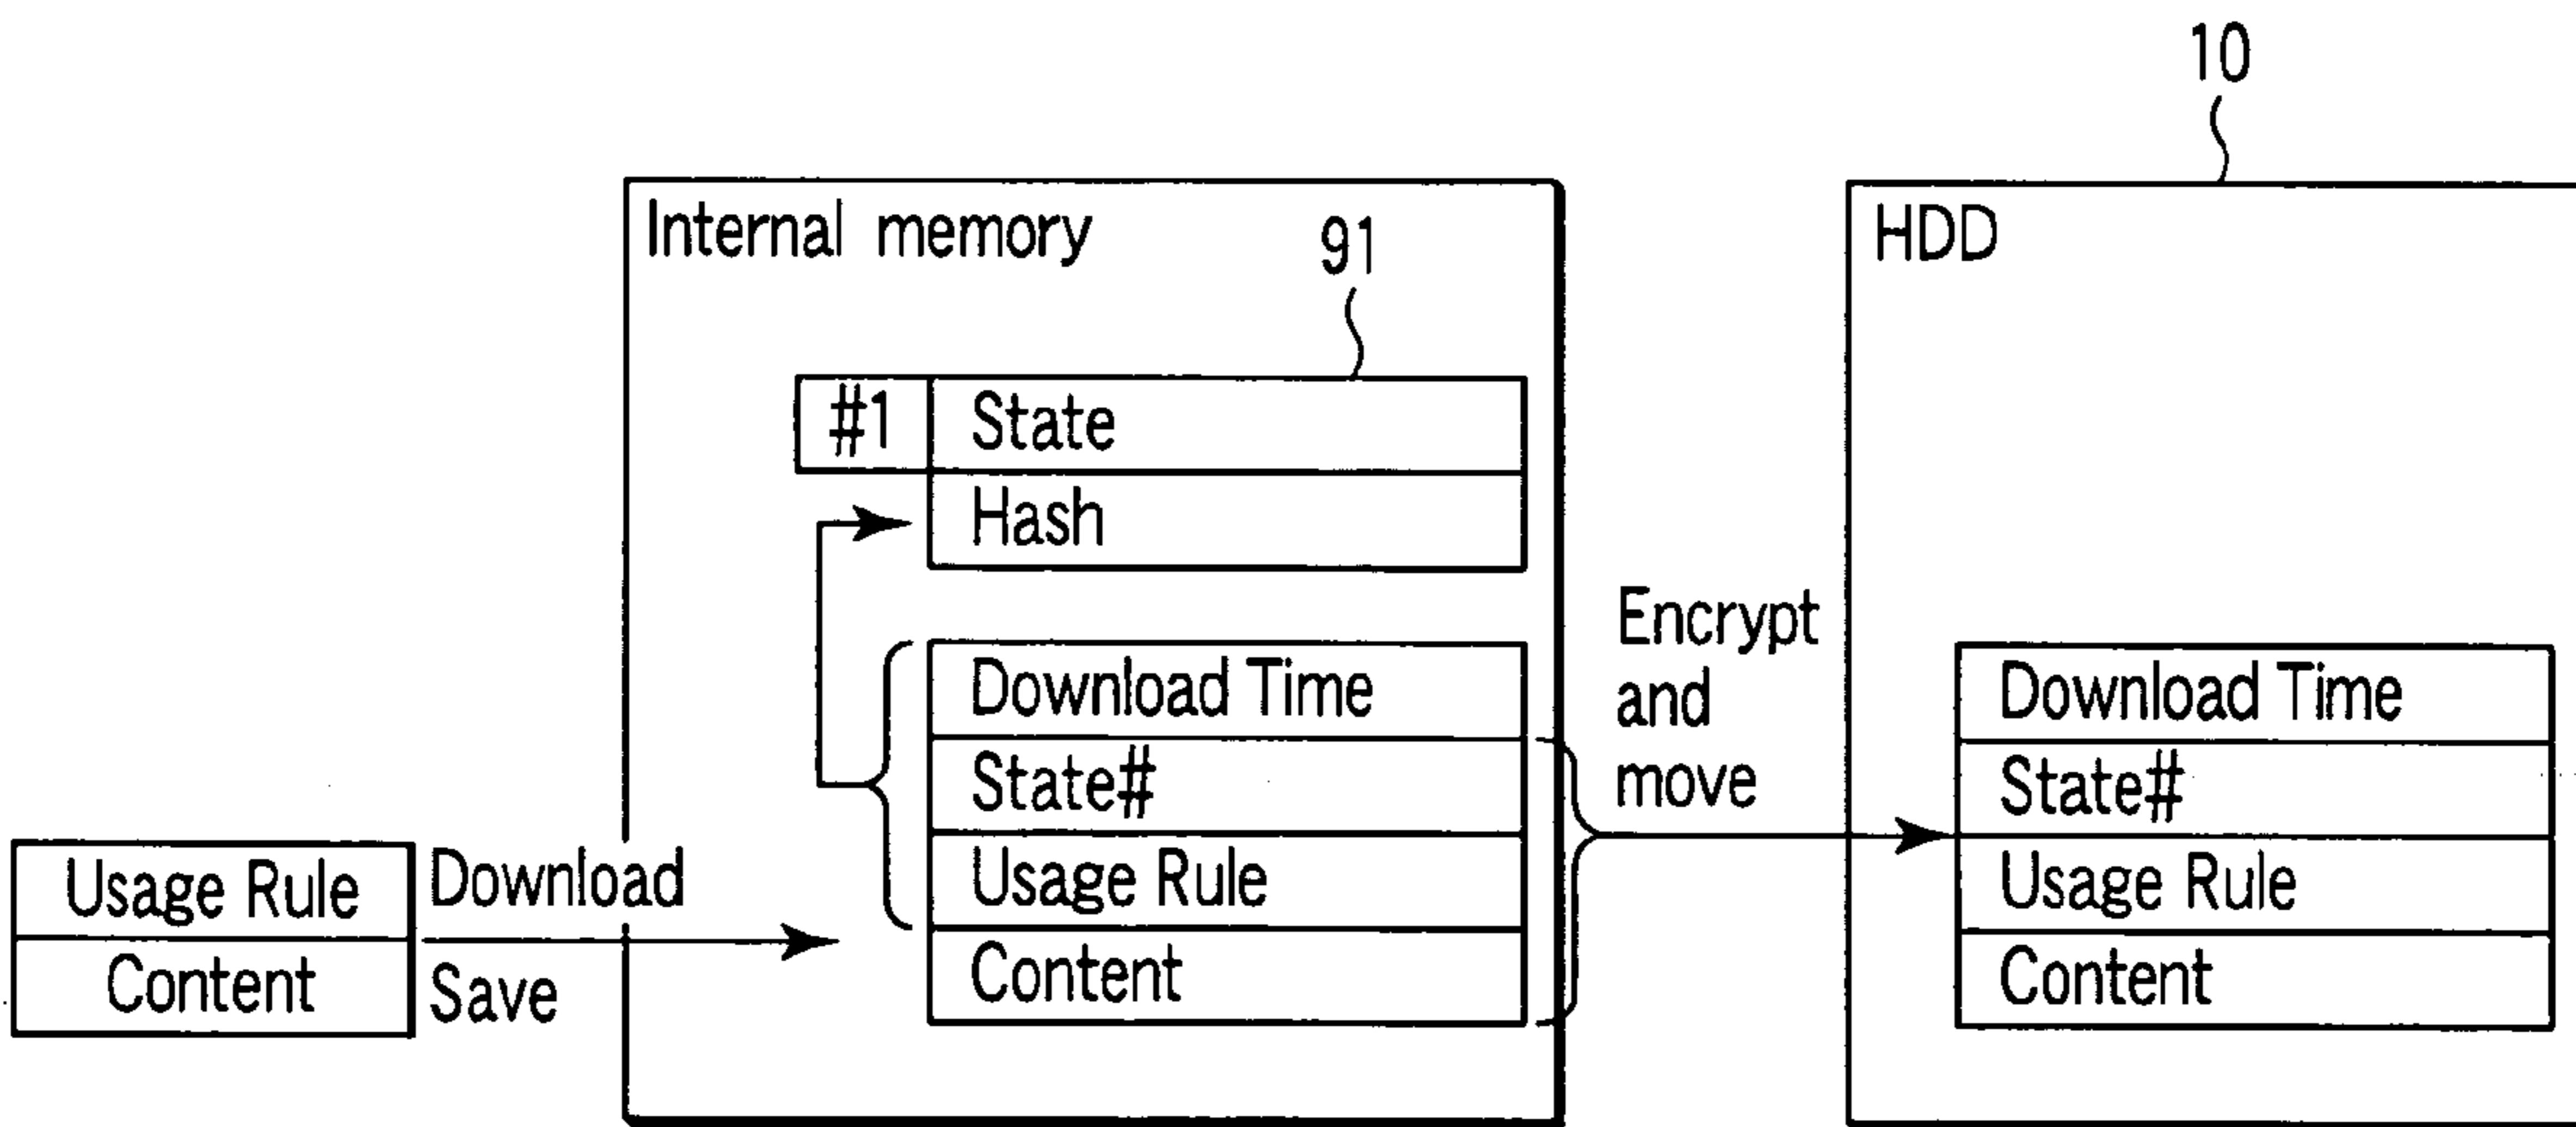 10
Internal memory
91
HDD
#1
State
Hash
Encrypt
and
move
Download Time
State#
Usage Rule
Content
Download Time
State#
Usage Rule
Content
Usage Rule
Content
Download
Save